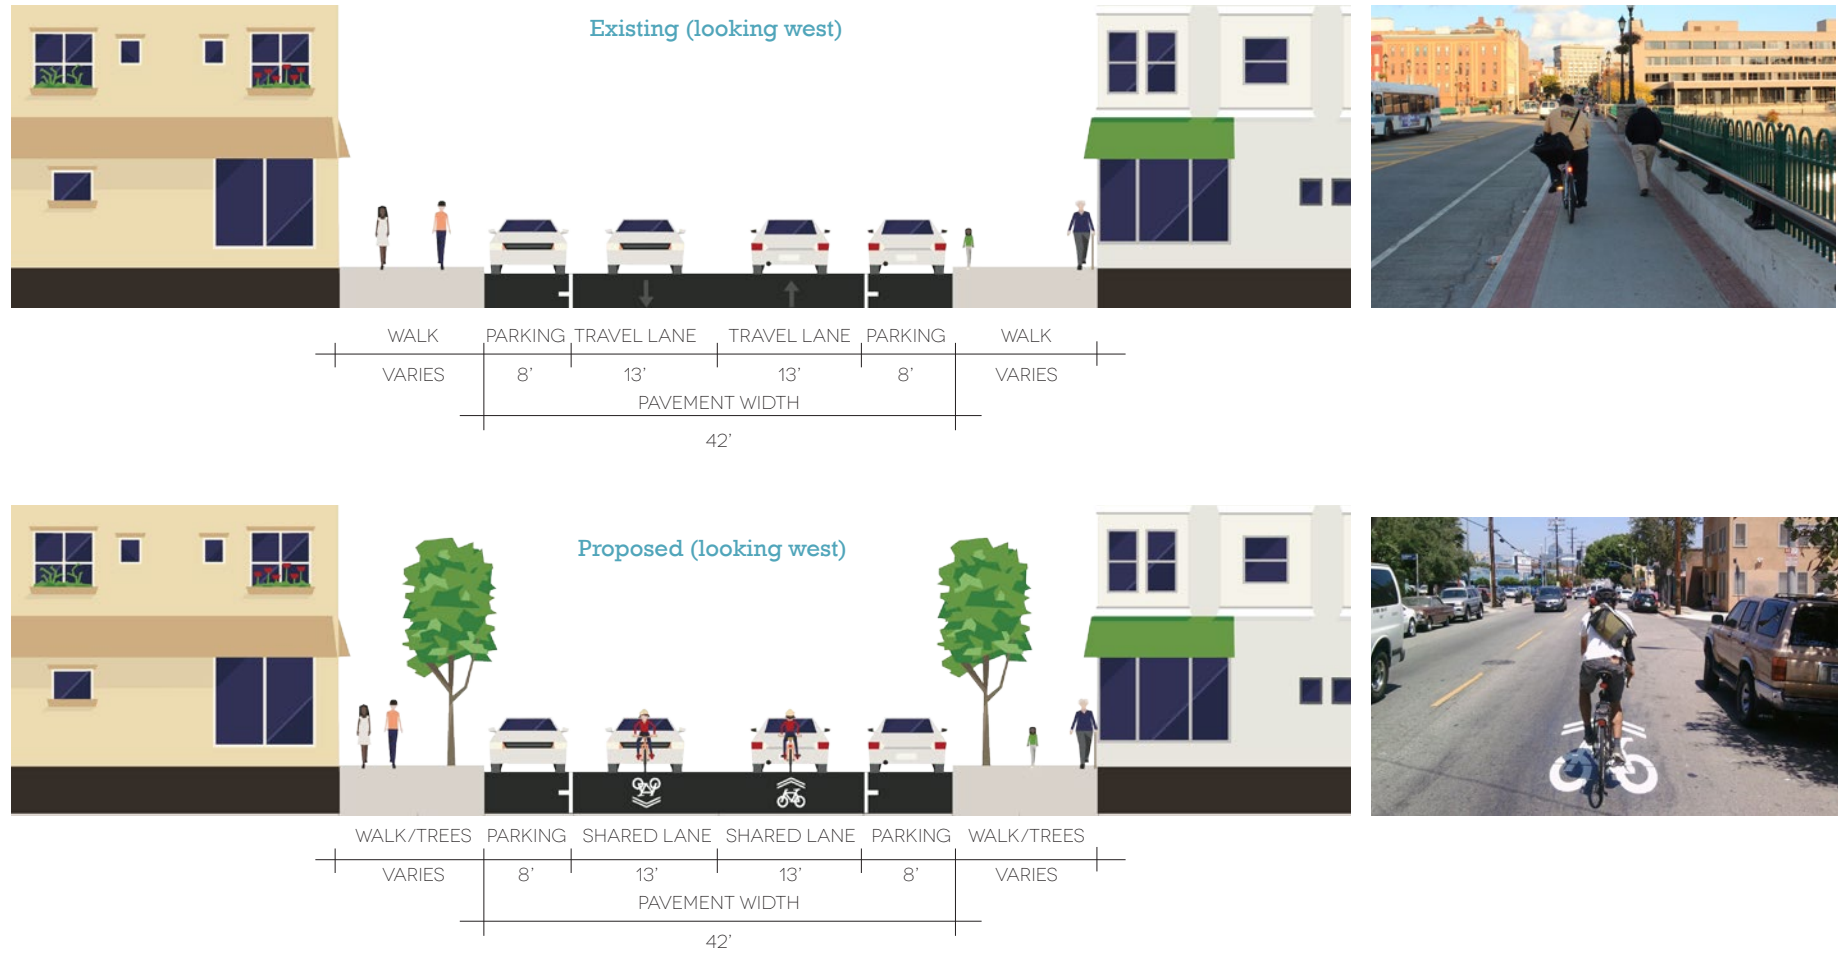 Existing (looking west)
WALK PARKING TRAVEL LANE TRAVEL LANE PARKING WALK
VARIES 8' 13' 13' 8' VARIES
PAVEMENT WIDTH
42'
Proposed (looking west)
WALK/TREES PARKING SHARED LANE SHARED LANE PARKING WALK/TREES
VARIES 8' 13' 13' 8' VARIES
PAVEMENT WIDTH
42'